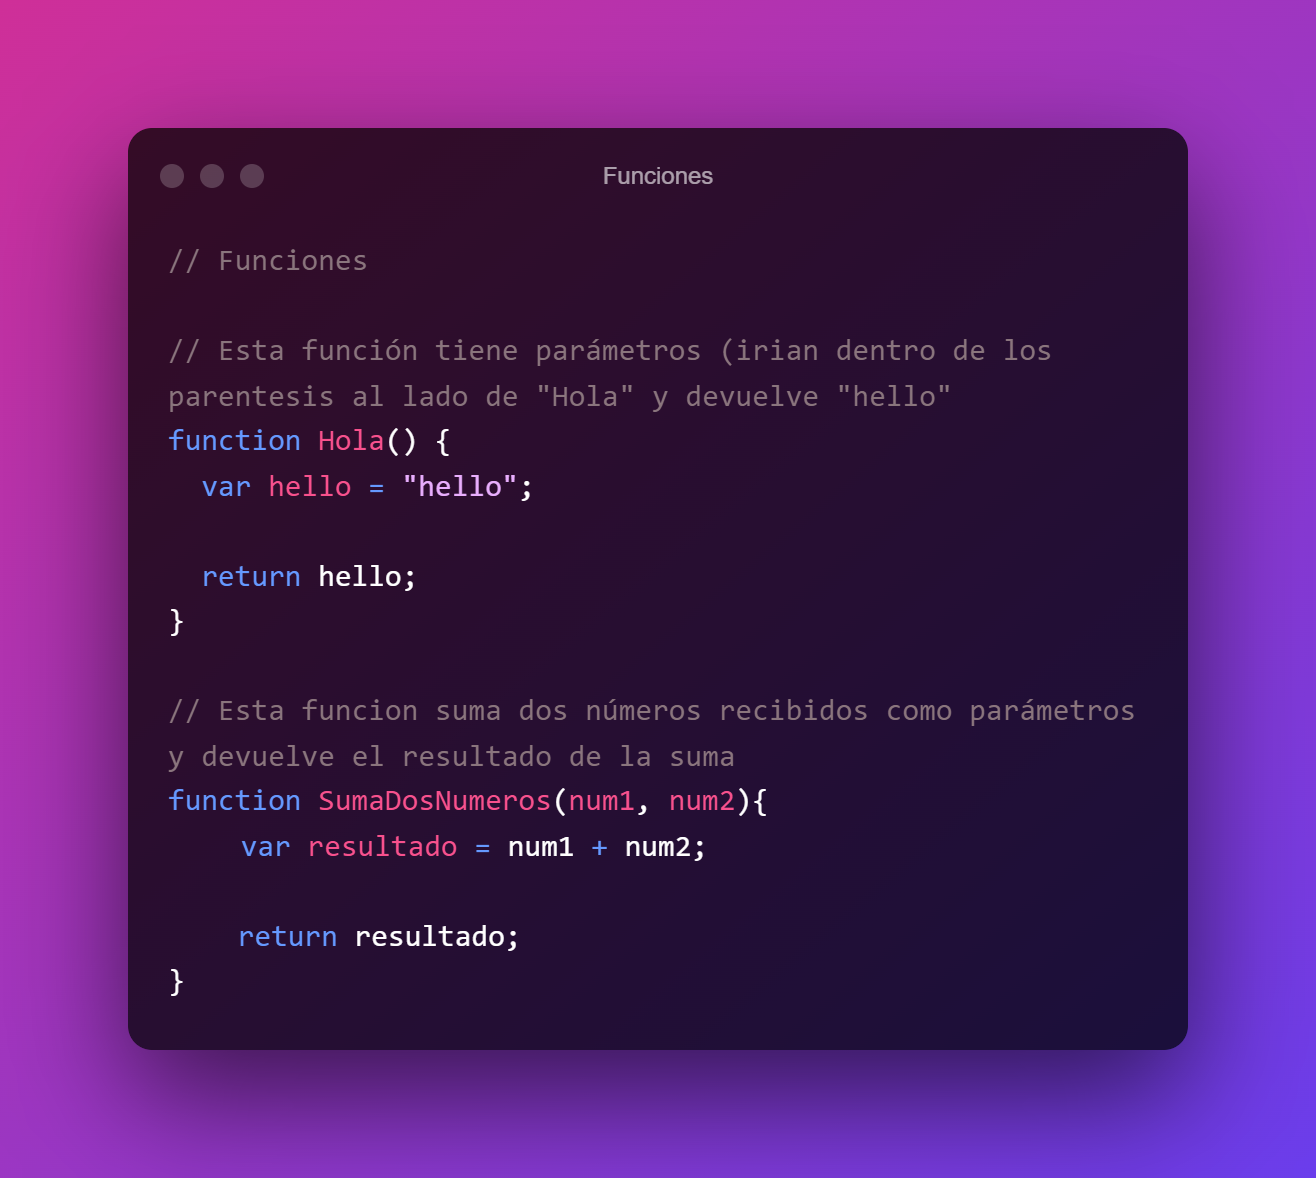 Funciones
// Funciones
// Esta función tiene parámetros (irian dentro de los
parentesis al lado de "Hola" y devuelve "hello"
function Hola() {
  var hello = "hello";
  return hello;
}
// Esta funcion suma dos números recibidos como parámetros
y devuelve el resultado de la suma
function SumaDosNumeros(num1, num2){
    var resultado = num1 + num2;
    return resultado;
}